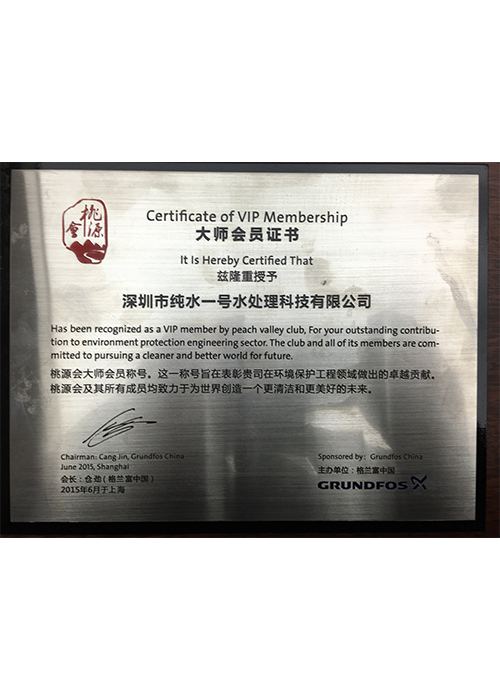 桃源會
Certificate of VIP Membership
大师会员证书
It Is Hereby Certified That
兹隆重授予
深圳市纯水一号水处理科技有限公司
Has been recognized as a VIP member by peach valley club, For your outstanding contribu-
tion to environment protection engineering sector. The club and all of its members are com-
mitted to pursuing a cleaner and better world for future.
桃源会大师会员称号。这一称号旨在表彰贵司在环境保护工程领域做出的卓越贡献。
桃源会及其所有成员均致力于为世界创造一个更清洁和更美好的未来。
Chairman: Cang Jin, Grundfos China
June 2015, Shanghai
会长：仓劲（格兰富中国）
2015年6月于上海
Sponsored by: Grundfos China
主办单位：格兰富中国
GRUNDFOS